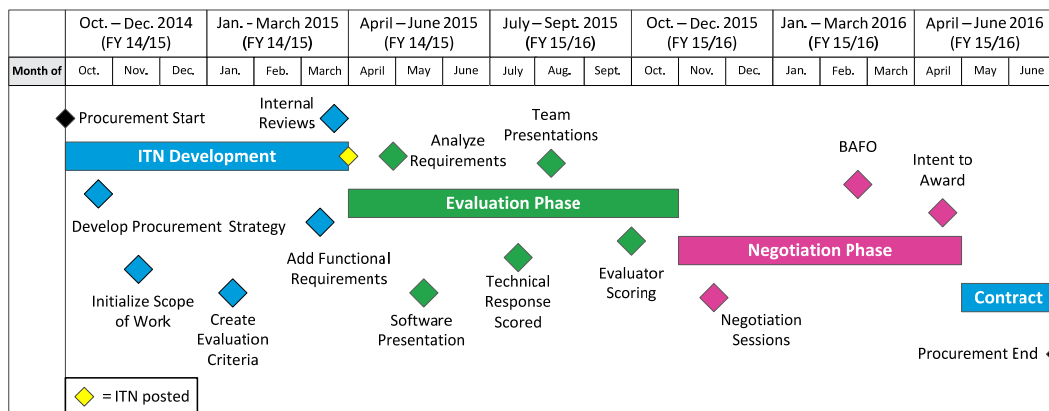 Oct. – Dec. 2014
(FY 14/15)
Jan. - March 2015
(FY 14/15)
April – June 2015
(FY 14/15)
July – Sept. 2015
(FY 15/16)
Oct. – Dec. 2015
(FY 15/16)
Jan. – March 2016
(FY 15/16)
April – June 2016
(FY 15/16)
Month of
Oct.
Nov.
Dec.
Jan.
Feb.
March
April
May
June
July
Aug.
Sept.
Oct.
Nov.
Dec.
Jan.
Feb.
March
April
May
June
Procurement Start
Internal
Reviews
ITN Development
Analyze
Requirements
Team
Presentations
BAFO
Intent to
Award
Evaluation Phase
Develop Procurement Strategy
Add Functional
Requirements
Negotiation Phase
Initialize Scope
of Work
Create
Evaluation
Criteria
Software
Presentation
Technical
Response
Scored
Evaluator
Scoring
Negotiation
Sessions
Contract
Procurement End
= ITN posted